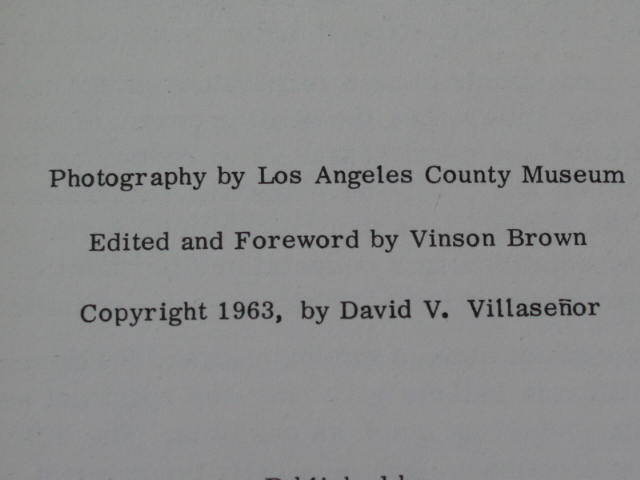 Photography by Los Angeles County Museum
Edited and Foreword by Vinson Brown
Copyright 1963, by David V. Villaseñor